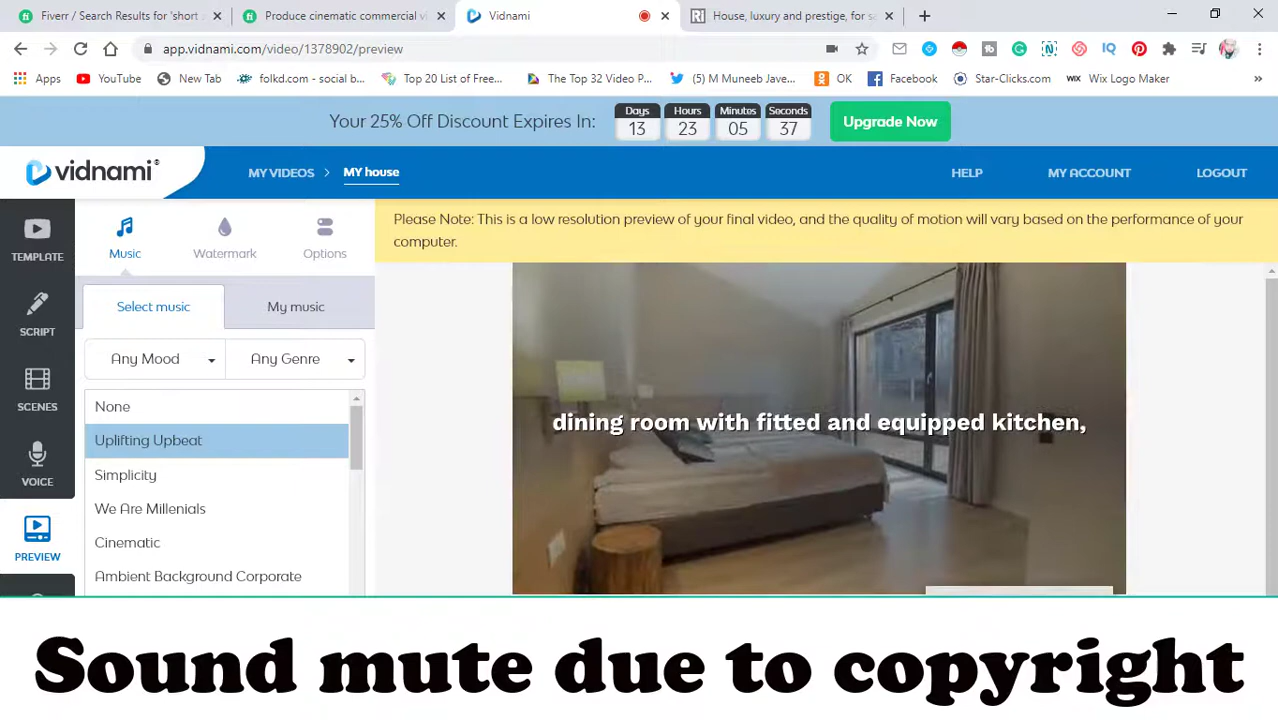 Fiverr / Search Results for 'short
Produce cinematic commercial v
Vidnami
House, luxury and prestige, for sa
app.vidnami.com/video/1378902/preview
Apps
YouTube
New Tab
folkd.com - social b...
Top 20 List of Free...
The Top 32 Video P...
(5) M Muneeb Jave...
OK
Facebook
Star-Clicks.com
WIX Wix Logo Maker
»
Your 25% Off Discount Expires In:
Days Hours Minutes Seconds
13 23 05 37
Upgrade Now
vidnami®
MY VIDEOS > MY house
HELP
MY ACCOUNT
LOGOUT
TEMPLATE
SCRIPT
SCENES
VOICE
PREVIEW
Music
Watermark
Options
Select music
My music
Any Mood
Any Genre
None
Uplifting Upbeat
Simplicity
We Are Millenials
Cinematic
Ambient Background Corporate
Please Note: This is a low resolution preview of your final video, and the quality of motion will vary based on the performance of your
computer.
dining room with fitted and equipped kitchen,
Sound mute due to copyright